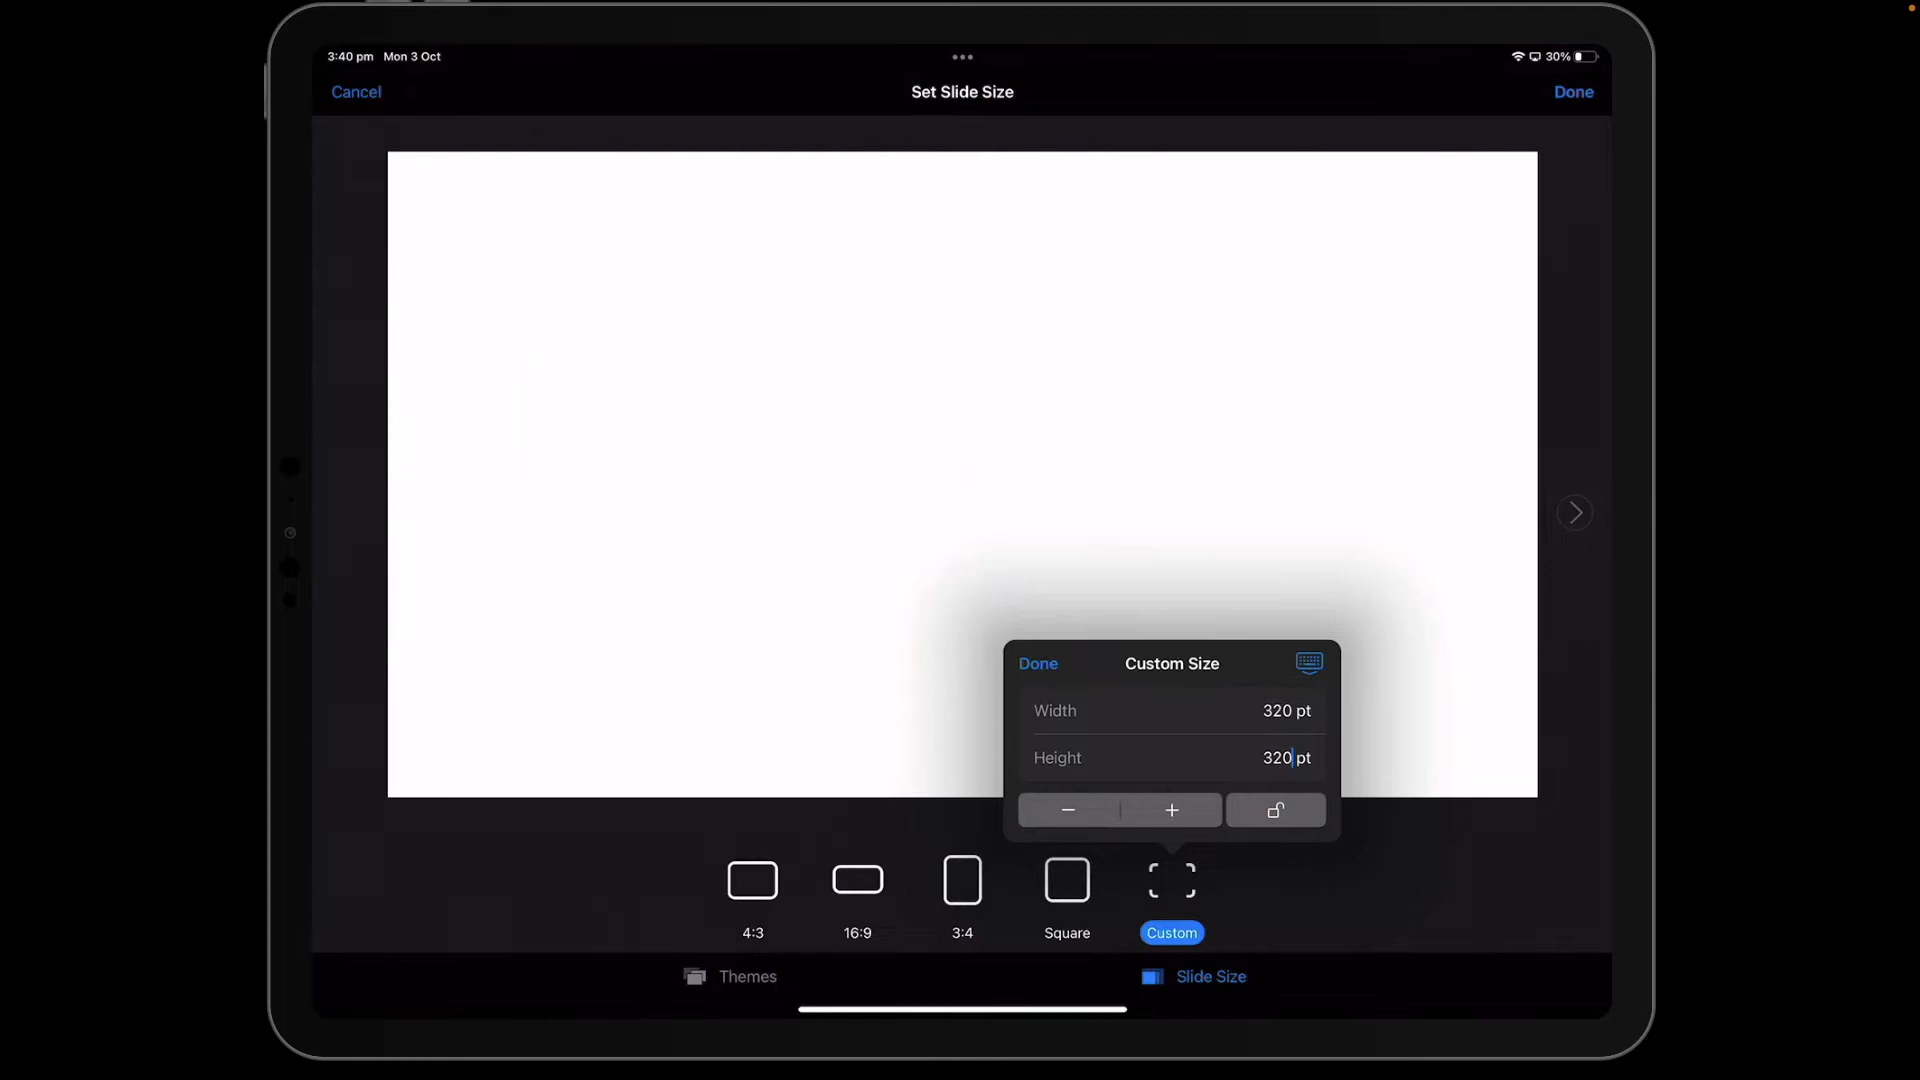 3:40 pm Mon 3 Oct
30%
Cancel
Set Slide Size
Done
Done
Custom Size
Width
320 pt
Height
320 pt
4:3
16:9
3:4
Square
Custom
Themes
Slide Size